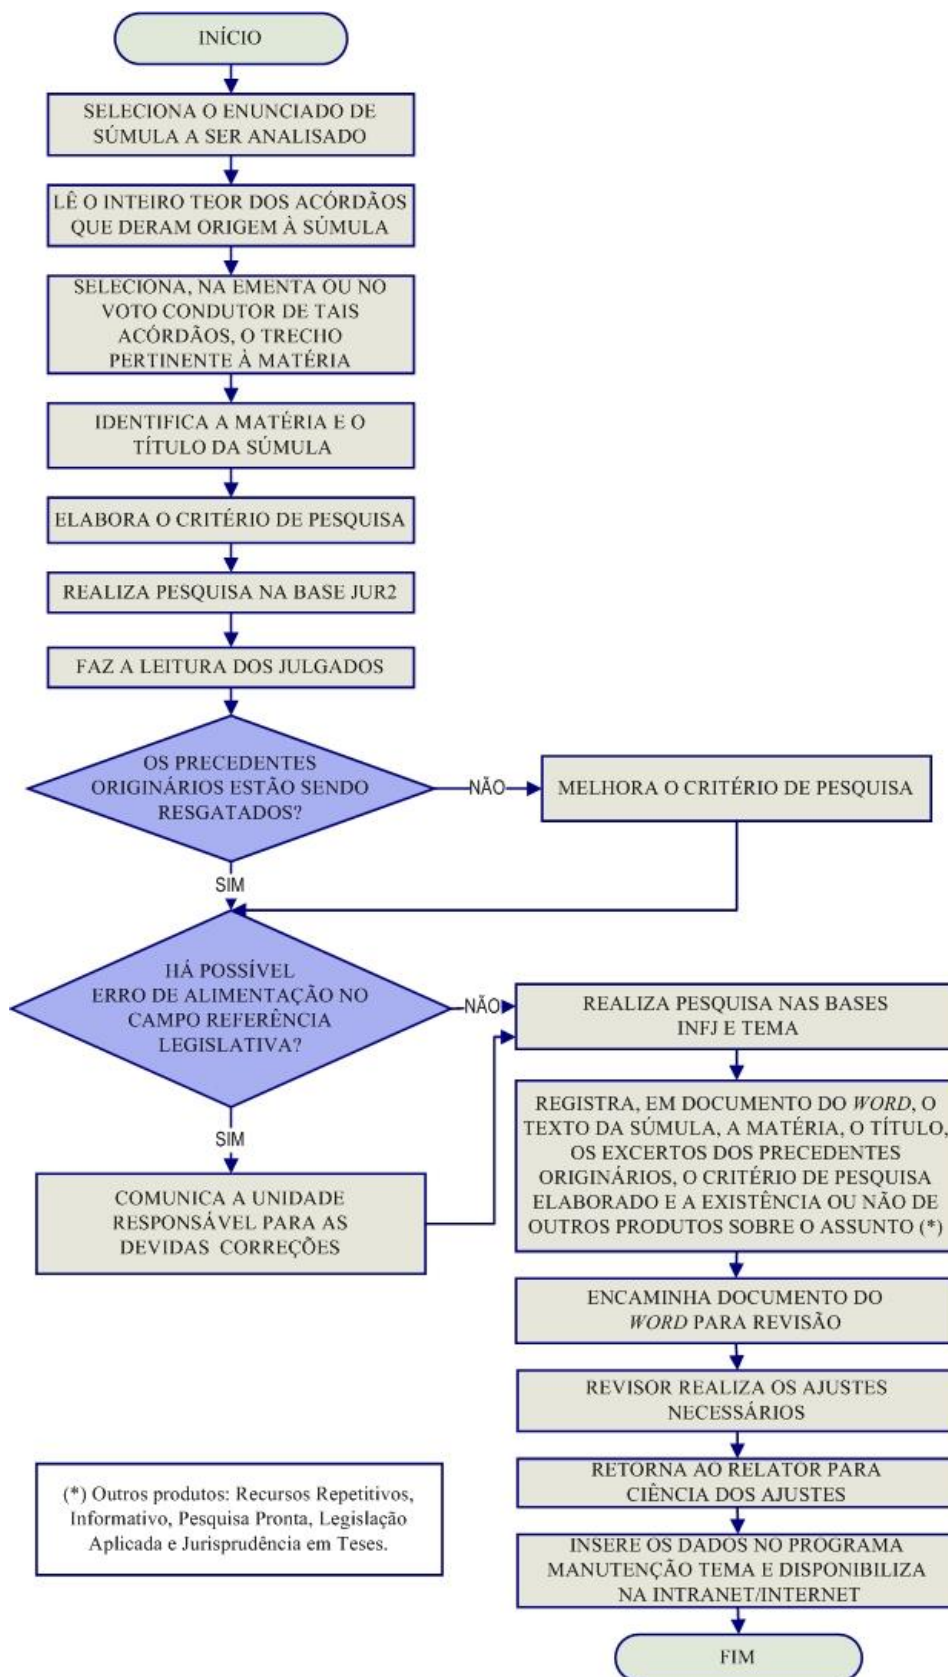 INÍCIO
SELECIONA O ENUNCIADO DE
SÚMULA A SER ANALISADO
LÊ O INTEIRO TEOR DOS ACÓRDÃOS
QUE DERAM ORIGEM À SÚMULA
SELECIONA, NA EMENTA OU NO
VOTO CONDUTOR DE TAIS
ACÓRDÃOS, O TRECHO
PERTINENTE À MATÉRIA
IDENTIFICA A MATÉRIA E O
TÍTULO DA SÚMULA
ELABORA O CRITÉRIO DE PESQUISA
REALIZA PESQUISA NA BASE JUR2
FAZ A LEITURA DOS JULGADOS
OS PRECEDENTES
ORIGINÁRIOS ESTÃO SENDO
RESGATADOS?
NÃO
MELHORA O CRITÉRIO DE PESQUISA
SIM
HÁ POSSÍVEL
ERRO DE ALIMENTAÇÃO NO
CAMPO REFERÊNCIA
LEGISLATIVA?
NÃO
SIM
COMUNICA A UNIDADE
RESPONSÁVEL PARA AS
DEVIDAS CORREÇÕES
REALIZA PESQUISA NAS BASES
INFJ E TEMA
REGISTRA, EM DOCUMENTO DO WORD, O
TEXTO DA SÚMULA, A MATÉRIA, O TÍTULO,
OS EXCERTOS DOS PRECEDENTES
ORIGINÁRIOS, O CRITÉRIO DE PESQUISA
ELABORADO E A EXISTÊNCIA OU NÃO DE
OUTROS PRODUTOS SOBRE O ASSUNTO (*)
ENCAMINHA DOCUMENTO DO
WORD PARA REVISÃO
REVISOR REALIZA OS AJUSTES
NECESSÁRIOS
RETORNA AO RELATOR PARA
CIÊNCIA DOS AJUSTES
INSERE OS DADOS NO PROGRAMA
MANUTENÇÃO TEMA E DISPONIBILIZA
NA INTRANET/INTERNET
FIM
(*) Outros produtos: Recursos Repetitivos,
Informativo, Pesquisa Pronta, Legislação
Aplicada e Jurisprudência em Teses.